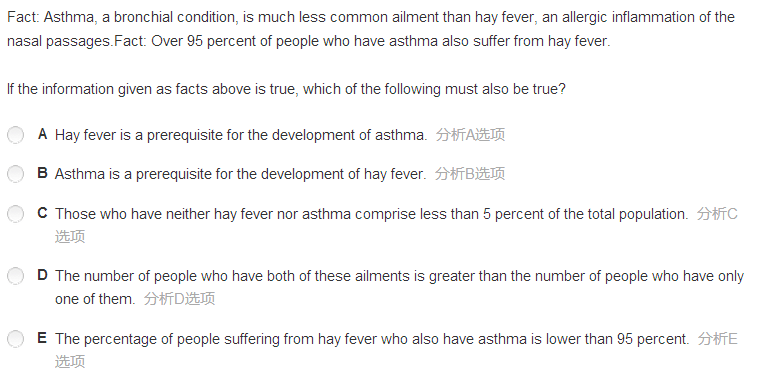 Fact: Asthma, a bronchial condition, is much less common ailment than hay fever, an allergic inflammation of the
nasal passages.Fact: Over 95 percent of people who have asthma also suffer from hay fever.
If the information given as facts above is true, which of the following must also be true?
A Hay fever is a prerequisite for the development of asthma. 分析A选项
B Asthma is a prerequisite for the development of hay fever. 分析B选项
C Those who have neither hay fever nor asthma comprise less than 5 percent of the total population. 分析C
选项
D The number of people who have both of these ailments is greater than the number of people who have only
one of them. 分析D选项
E The percentage of people suffering from hay fever who also have asthma is lower than 95 percent. 分析E
选项